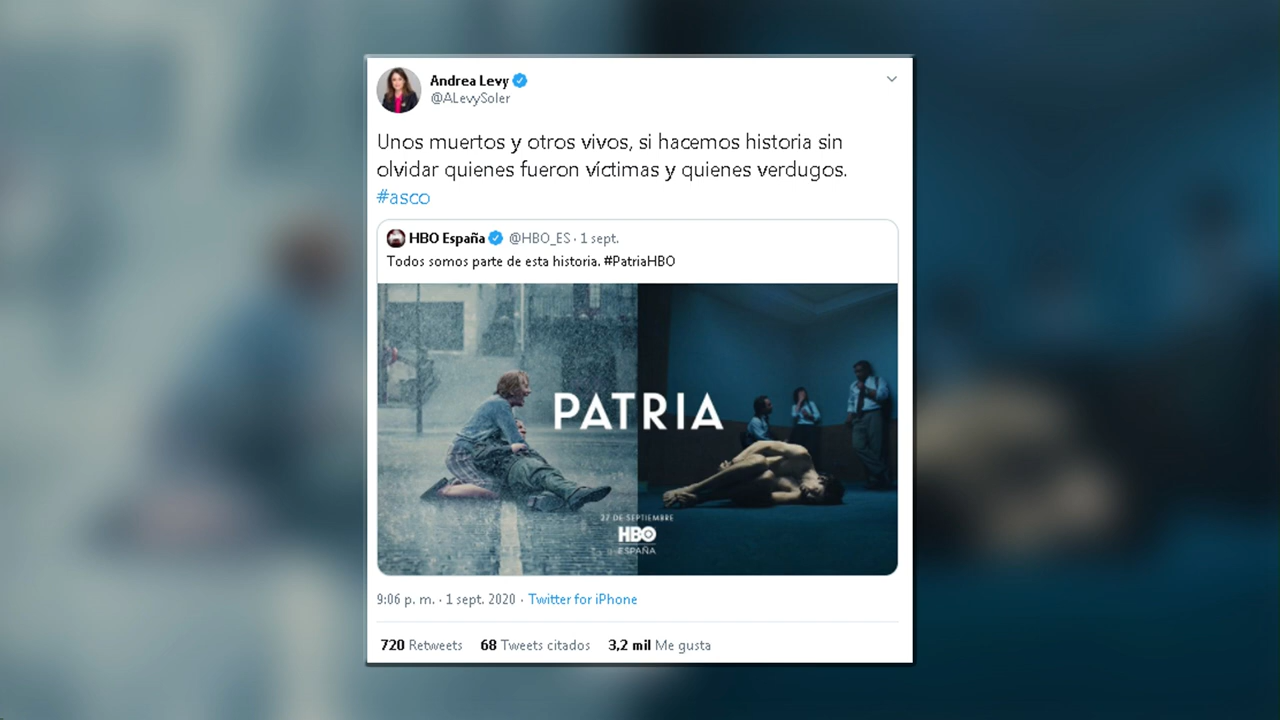 Andrea Levy
@ALevySoler
Unos muertos y otros vivos, si hacemos historia sin
olvidar quienes fueron víctimas y quienes verdugos.
#asco
HBO España @HBO_ES · 1 sept.
Todos somos parte de esta historia. #PatriaHBO
PATRIA
27 DE SEPTIEMBRE
HBO
ESPAÑA
9:06 p. m. · 1 sept. 2020 · Twitter for iPhone
720 Retweets 68 Tweets citados 3,2 mil Me gusta